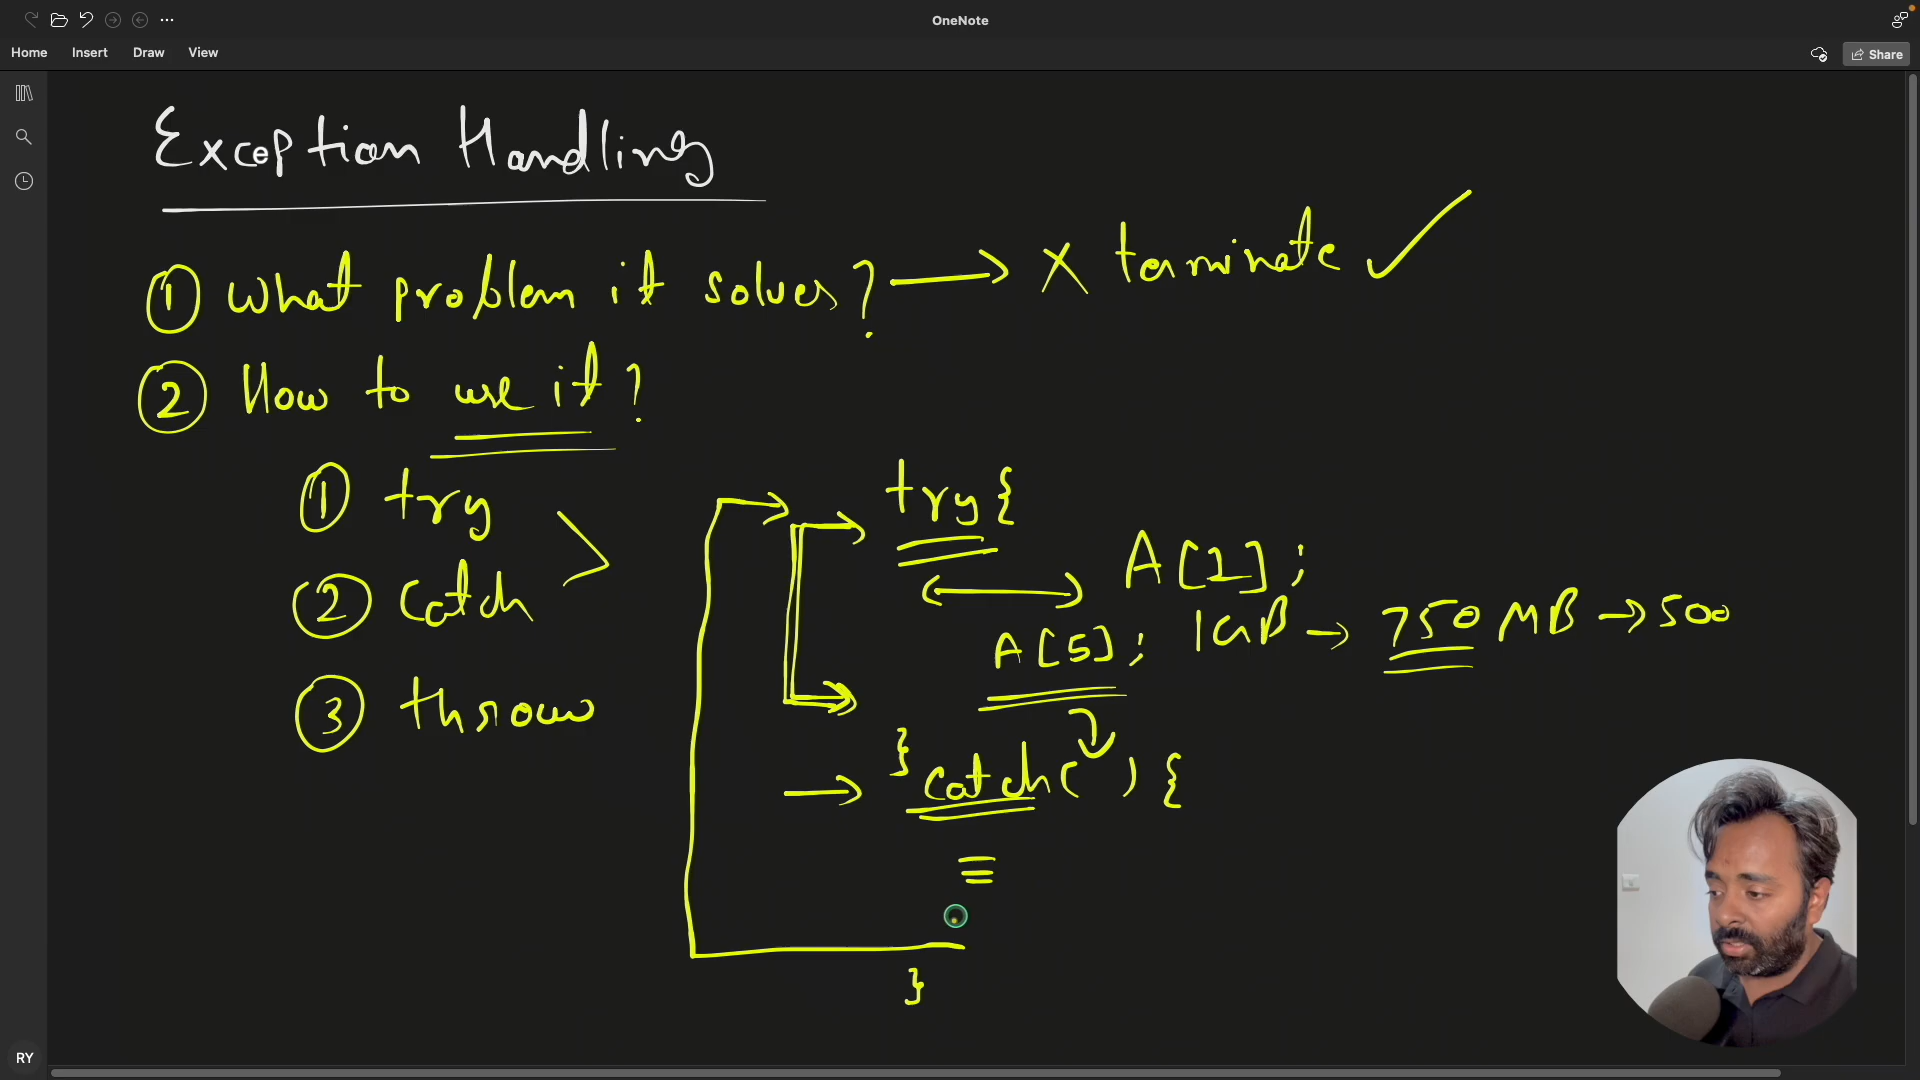 OneNote
Home Insert Draw View
Share
Exception Handling
① What problem it solves? → X terminate ✓
② How to use it?
① try
② catch
③ throw
try {
A[1];
A[5]; 1GB → 750 MB → 500
} catch( ) {
}
RY